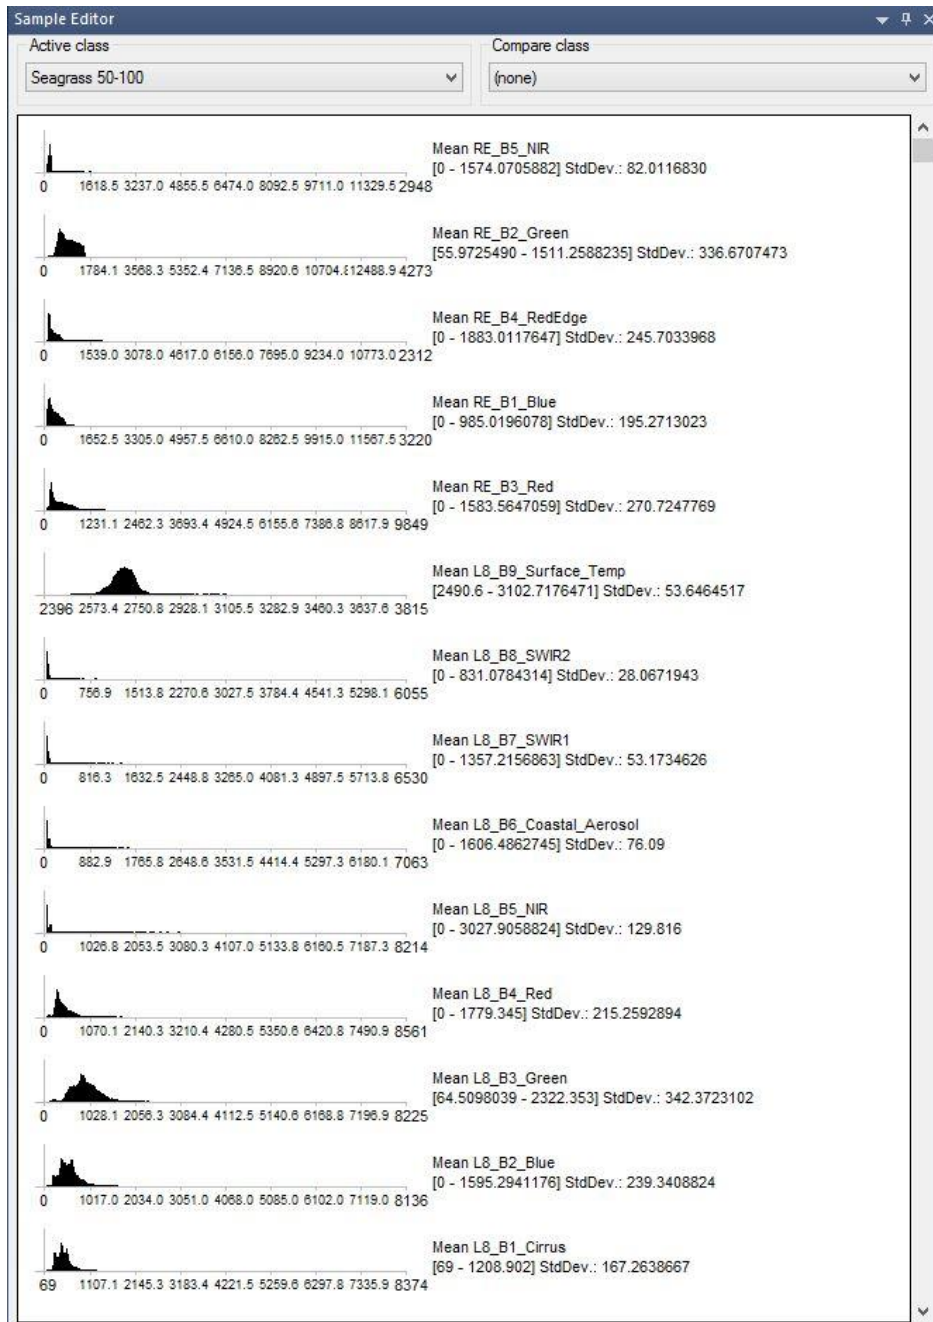 Sample Editor
Active class
Compare class
Seagrass 50-100
(none)
Mean RE_B5_NIR
[0 - 1574.0705882] StdDev.: 82.0116830
0 1618.5 3237.0 4855.5 6474.0 8092.5 9711.0 11329.5 2948
Mean RE_B2_Green
[55.9725490 - 1511.2588235] StdDev.: 336.6707473
0 1784.1 3568.3 5352.4 7136.5 8920.6 10704.812488.9 4273
Mean RE_B4_RedEdge
[0 - 1883.0117647] StdDev.: 245.7033968
0 1539.0 3078.0 4617.0 6156.0 7695.0 9234.0 10773.0 2312
Mean RE_B1_Blue
[0 - 985.0196078] StdDev.: 195.2713023
0 1652.5 3305.0 4957.5 6610.0 8262.5 9915.0 11567.5 3220
Mean RE_B3_Red
[0 - 1583.5647059] StdDev.: 270.7247769
0 1231.1 2462.3 3693.4 4924.5 6155.6 7386.8 8617.9 9849
Mean L8_B9_Surface_Temp
[2490.6 - 3102.7176471] StdDev.: 53.6464517
2396 2573.4 2750.8 2928.1 3105.5 3282.9 3460.3 3637.6 3815
Mean L8_B8_SWIR2
[0 - 831.0784314] StdDev.: 28.0671943
0 756.9 1513.8 2270.6 3027.5 3784.4 4541.3 5298.1 6055
Mean L8_B7_SWIR1
[0 - 1357.2156863] StdDev.: 53.1734626
0 816.3 1632.5 2448.8 3265.0 4081.3 4897.5 5713.8 6530
Mean L8_B6_Coastal_Aerosol
[0 - 1606.4862745] StdDev.: 76.09
0 882.9 1765.8 2648.6 3531.5 4414.4 5297.3 6180.1 7063
Mean L8_B5_NIR
[0 - 3027.9058824] StdDev.: 129.816
0 1026.8 2053.5 3080.3 4107.0 5133.8 6160.5 7187.3 8214
Mean L8_B4_Red
[0 - 1779.345] StdDev.: 215.2592894
0 1070.1 2140.3 3210.4 4280.5 5350.6 6420.8 7490.9 8561
Mean L8_B3_Green
[64.5098039 - 2322.353] StdDev.: 342.3723102
0 1028.1 2056.3 3084.4 4112.5 5140.6 6168.8 7196.9 8225
Mean L8_B2_Blue
[0 - 1595.2941176] StdDev.: 239.3408824
0 1017.0 2034.0 3051.0 4068.0 5085.0 6102.0 7119.0 8136
Mean L8_B1_Cirrus
[69 - 1208.902] StdDev.: 167.2638667
69 1107.1 2145.3 3183.4 4221.5 5259.6 6297.8 7335.9 8374